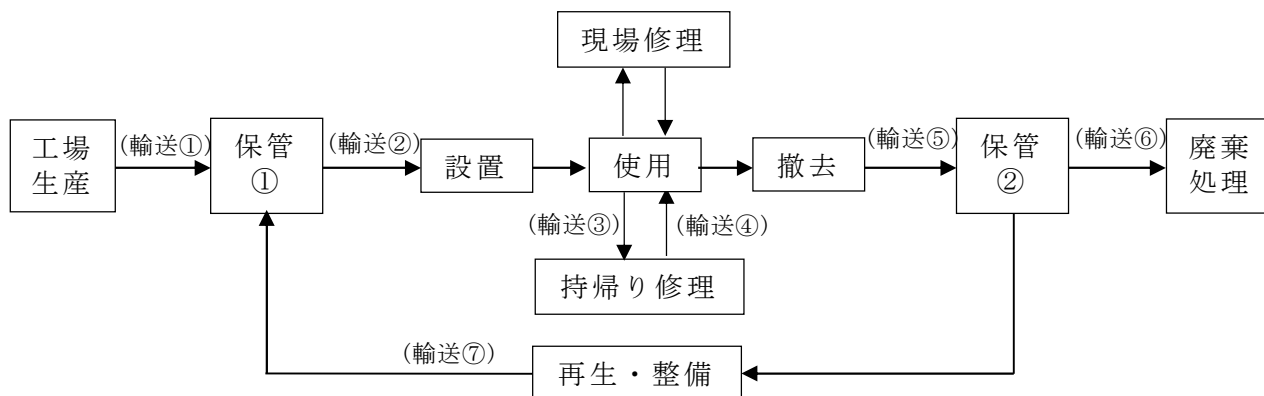 現場修理
工場
生産
(輸送①)
保管
①
(輸送②)
設置
使用
撤去
(輸送⑤)
保管
②
(輸送⑥)
廃棄
処理
(輸送③)
(輸送④)
持帰り修理
(輸送⑦)
再生・整備